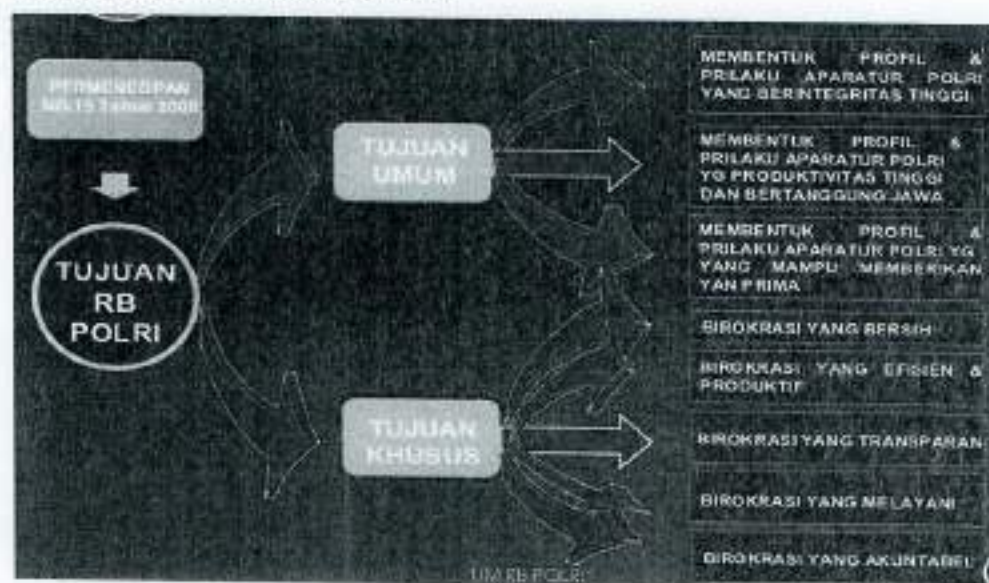 PERMENEGPAN
No.15 Tahun 2008
TUJUAN
RB
POLRI
TUJUAN
UMUM
MEMBENTUK PROFIL &
PRILAKU APARATUR POLRI
YANG BERINTEGRITAS TINGGI
MEMBENTUK PROFIL &
PRILAKU APARATUR POLRI
YG PRODUKTIVITAS TINGGI
DAN BERTANGGUNG JAWA
MEMBENTUK PROFIL &
PRILAKU APARATUR POLRI YG
YANG MAMPU MEMBERIKAN
YAN PRIMA
TUJUAN
KHUSUS
BIROKRASI YANG BERSIH
BIROKRASI YANG EFISIEN &
PRODUKTIF
BIROKRASI YANG TRANSPARAN
BIROKRASI YANG MELAYANI
BIROKRASI YANG AKUNTABEL
TIM RB POLRI